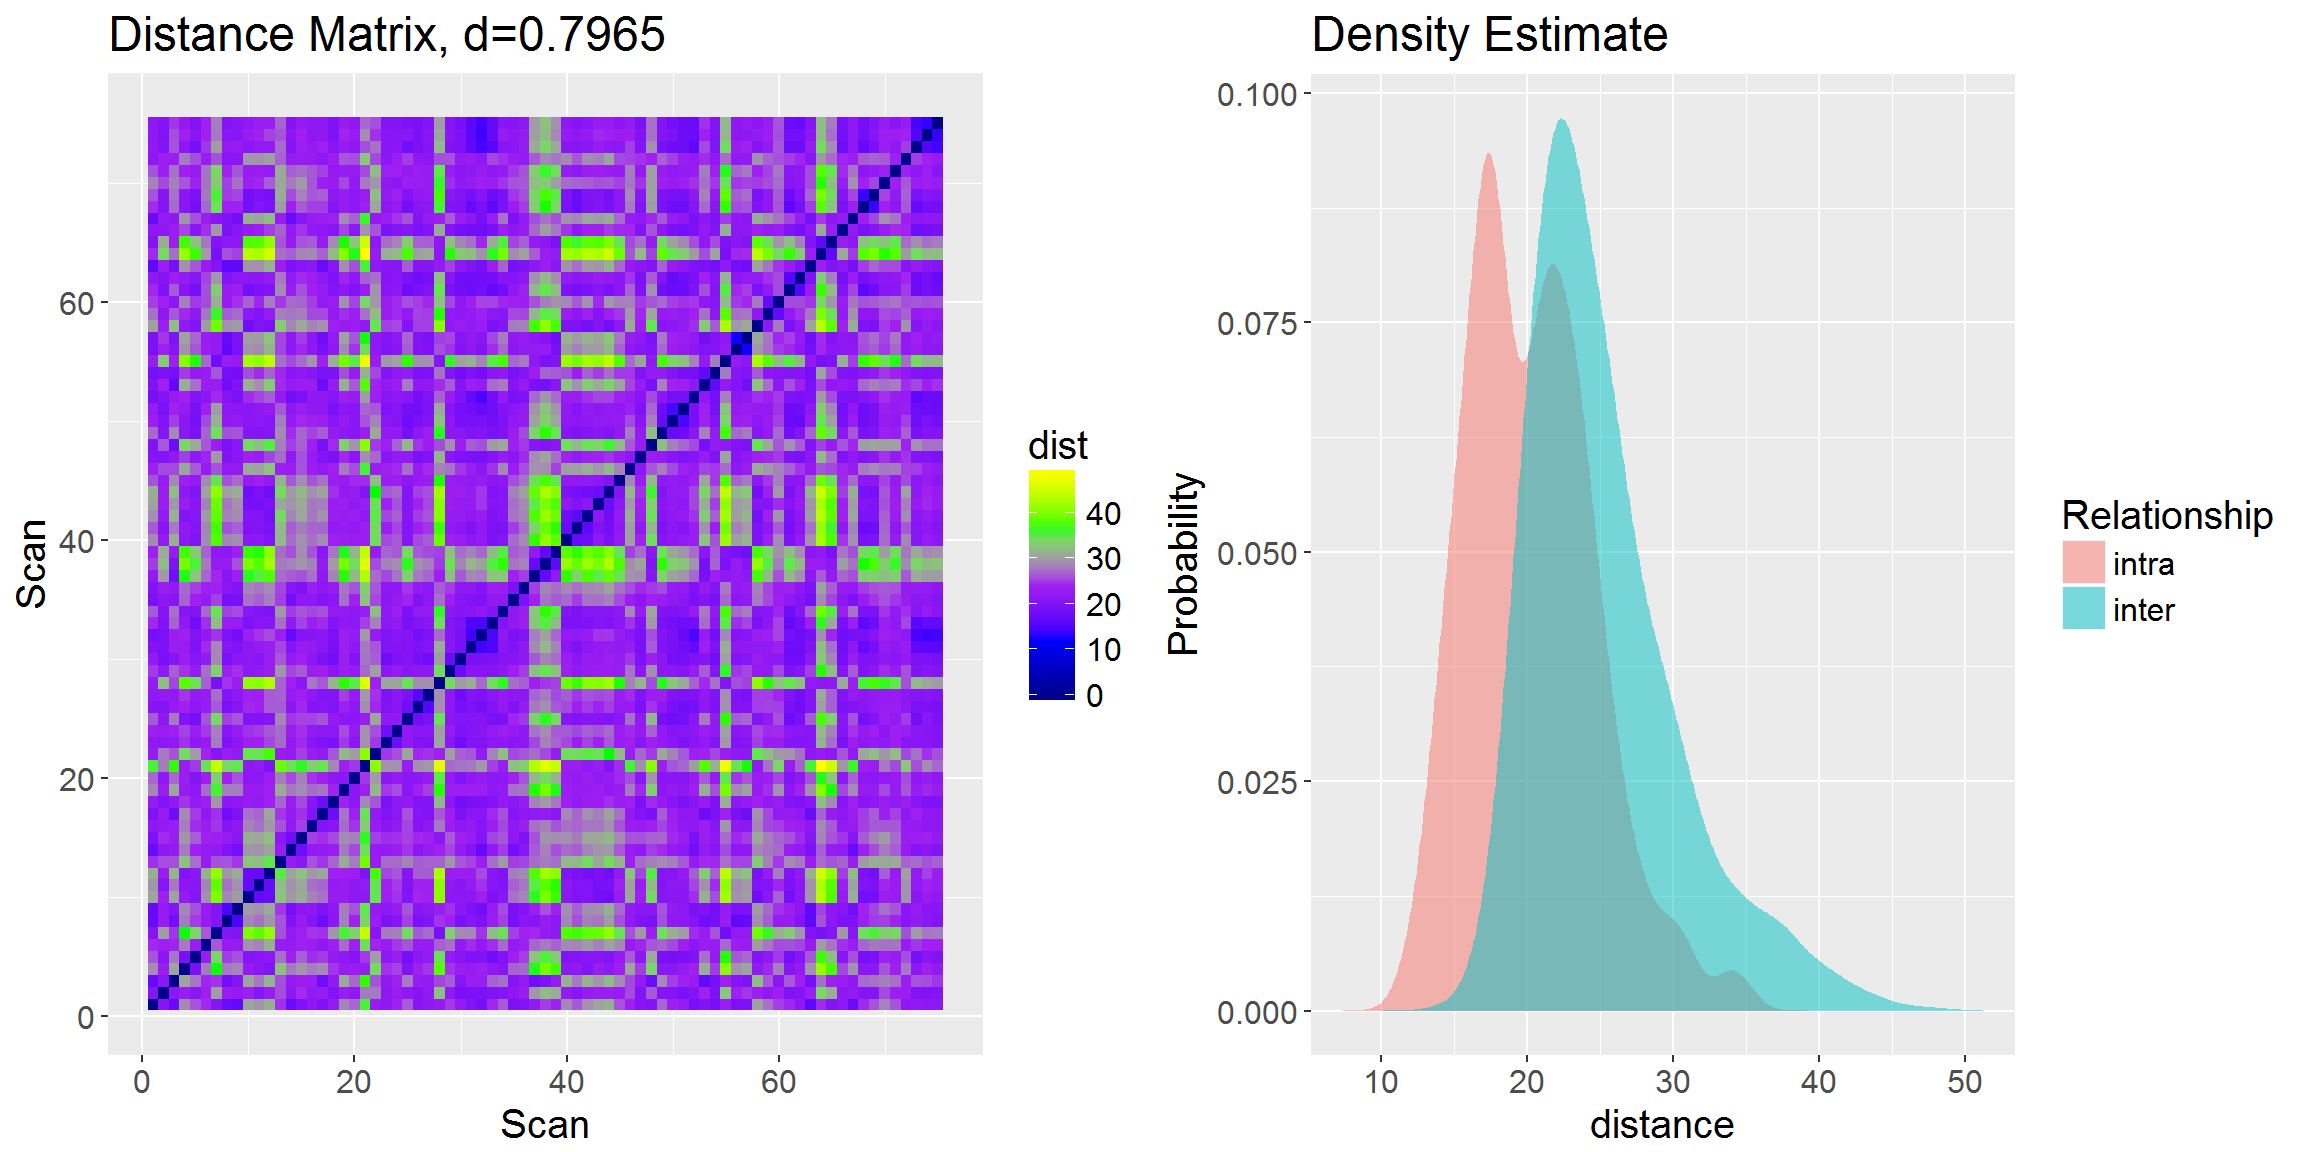 Distance Matrix, d=0.7965
Scan
60
40
20
0
0 20 40 60
Scan
dist
40
30
20
10
0
Density Estimate
Probability
0.100
0.075
0.050
0.025
0.000
10 20 30 40 50
distance
Relationship
intra
inter